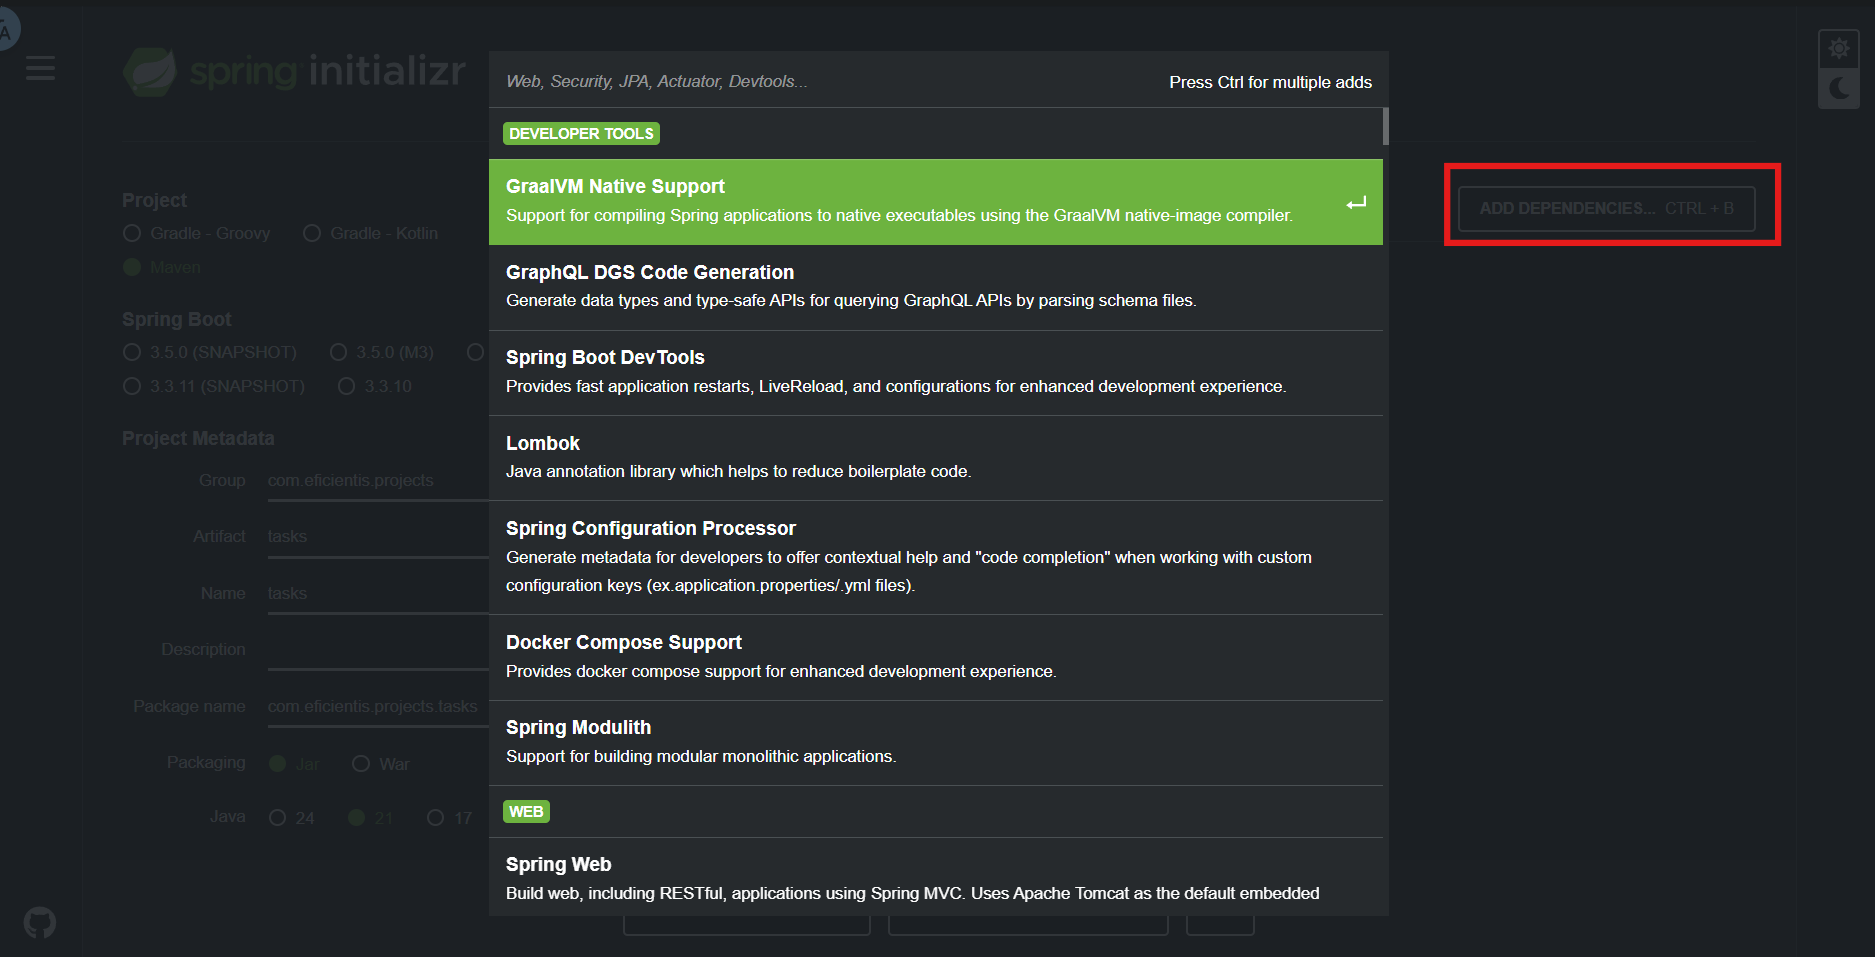 A
spring initializr
Web, Security, JPA, Actuator, Devtools...
Press Ctrl for multiple adds
DEVELOPER TOOLS
GraalVM Native Support
Support for compiling Spring applications to native executables using the GraalVM native-image compiler.
GraphQL DGS Code Generation
Generate data types and type-safe APIs for querying GraphQL APIs by parsing schema files.
Spring Boot DevTools
Provides fast application restarts, LiveReload, and configurations for enhanced development experience.
Lombok
Java annotation library which helps to reduce boilerplate code.
Spring Configuration Processor
Generate metadata for developers to offer contextual help and "code completion" when working with custom
configuration keys (ex.application.properties/.yml files).
Docker Compose Support
Provides docker compose support for enhanced development experience.
Spring Modulith
Support for building modular monolithic applications.
WEB
Spring Web
Build web, including RESTful, applications using Spring MVC. Uses Apache Tomcat as the default embedded
Project
Gradle - Groovy Gradle - Kotlin
Maven
Spring Boot
3.5.0 (SNAPSHOT) 3.5.0 (M3)
3.3.11 (SNAPSHOT) 3.3.10
Project Metadata
Group com.eficientis.projects
Artifact tasks
Name tasks
Description
Package name com.eficientis.projects.tasks
Packaging Jar War
Java 24 21 17
ADD DEPENDENCIES... CTRL + B